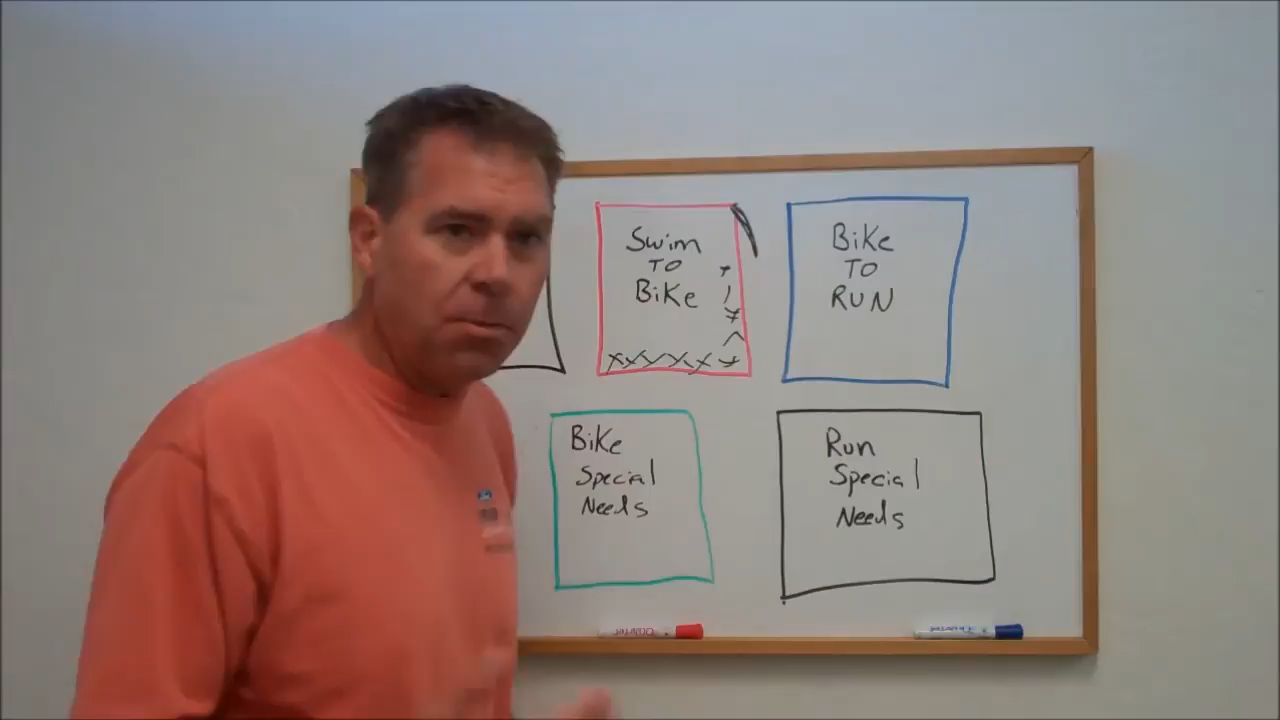 Swim
TO
BiKe
BiKe
TO
RUN
BiKe
Special
Needs
Run
Special
Needs